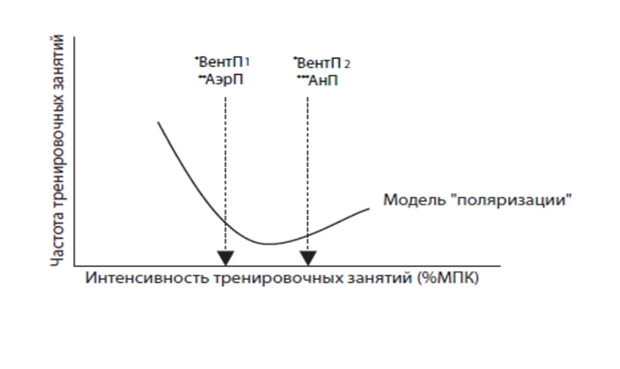 Частота тренировочных занятий
*ВентП1
**АэрП
*ВентП2
***АнП
Модель "поляризации"
Интенсивность тренировочных занятий (%МПК)